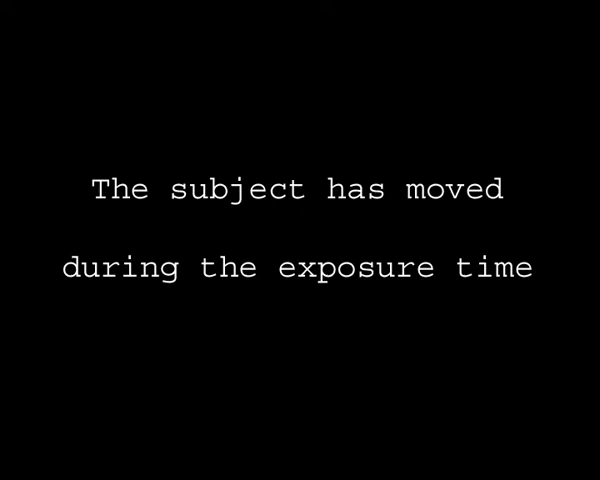 The subject has moved
during the exposure time